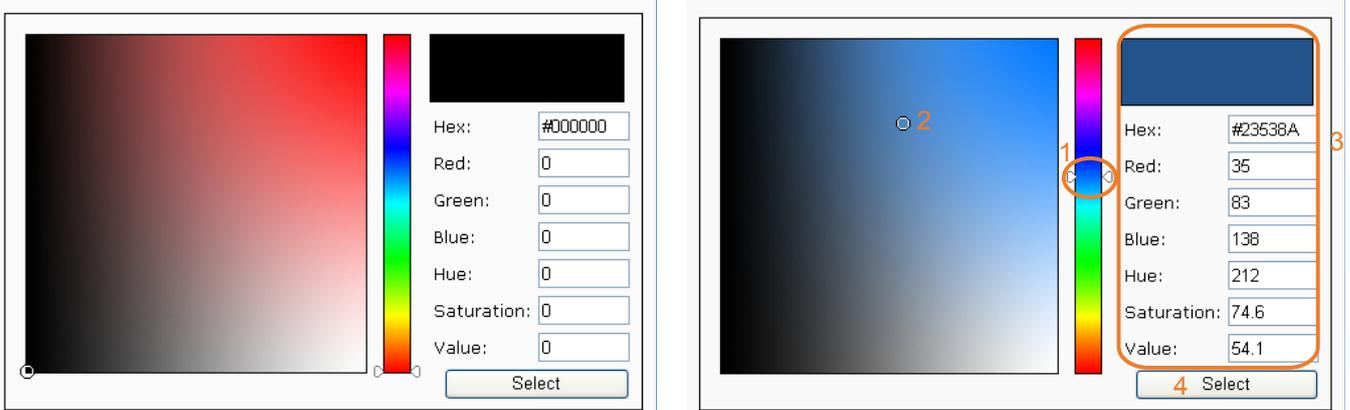 Hex: #000000
Red: 0
Green: 0
Blue: 0
Hue: 0
Saturation: 0
Value: 0
Select
2
1
3
Hex: #23538A
Red: 35
Green: 83
Blue: 138
Hue: 212
Saturation: 74.6
Value: 54.1
4 Select